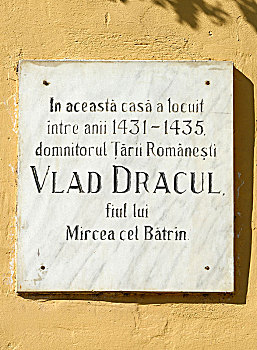 In această casă a locuit
între anii 1431–1435,
domnitorul Țării Românești
VLAD DRACUL,
fiul lui
Mircea cel Bătrîn.